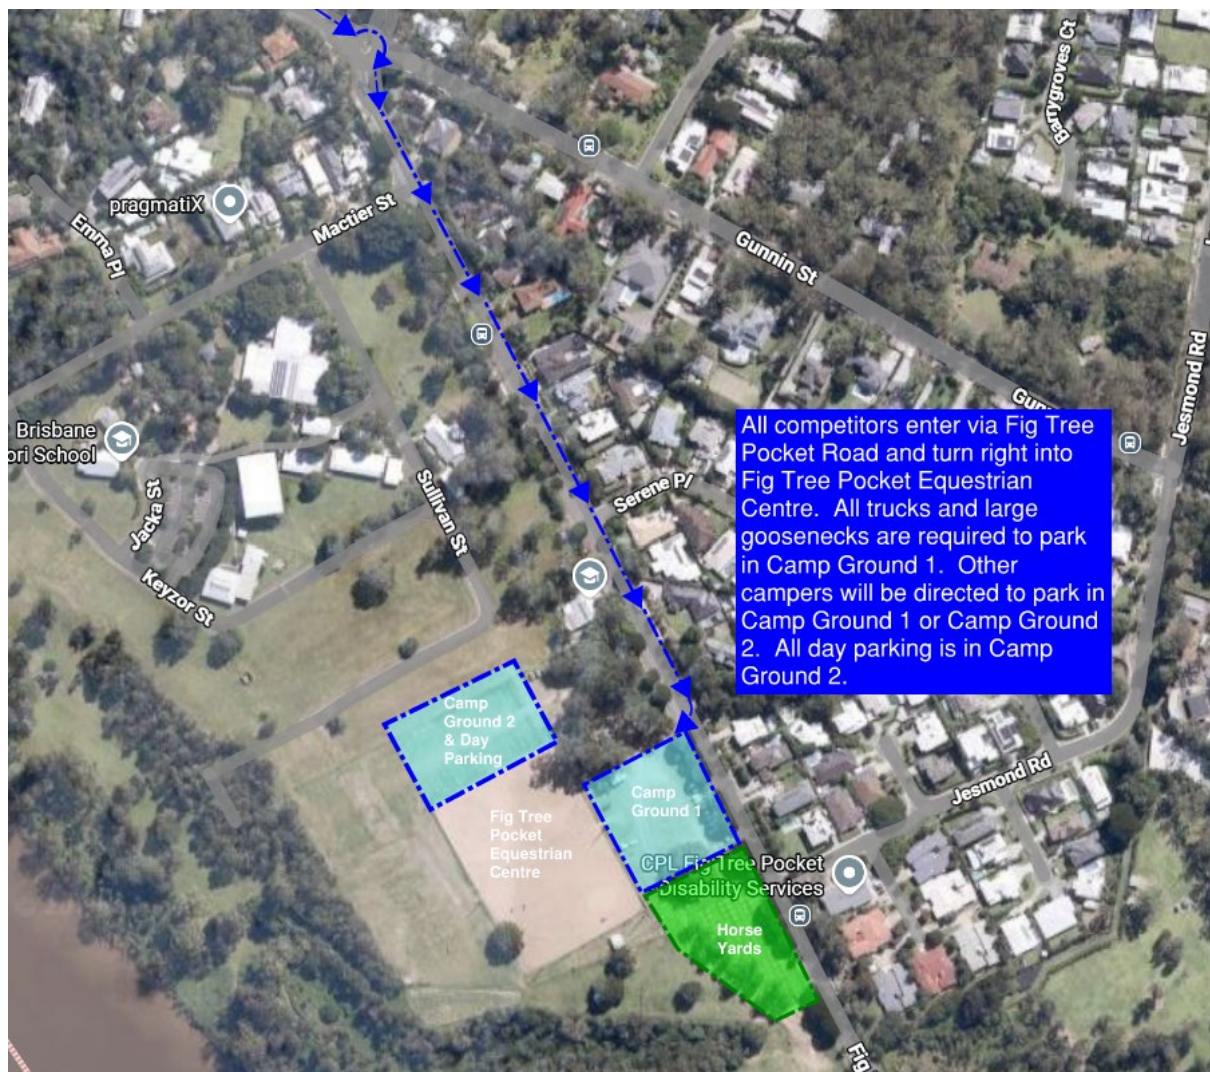 Barrygroves Ct
pragmatiX
Mactier St
Emma Pl
Gunnin St
Jesmond Rd
Brisbane
ori School
All competitors enter via Fig Tree
Pocket Road and turn right into
Fig Tree Pocket Equestrian
Centre.  All trucks and large
goosenecks are required to park
in Camp Ground 1.  Other
campers will be directed to park in
Camp Ground 1 or Camp Ground
2.  All day parking is in Camp
Ground 2.
Gun
Serene Pl
Sullivan St
Jacka St
Keyzor St
Camp
Ground 2
& Day
Parking
Camp
Ground 1
Jesmond Rd
Fig Tree
Pocket
Equestrian
Centre
CPL Fig Tree Pocket
Disability Services
Horse
Yards
Fig